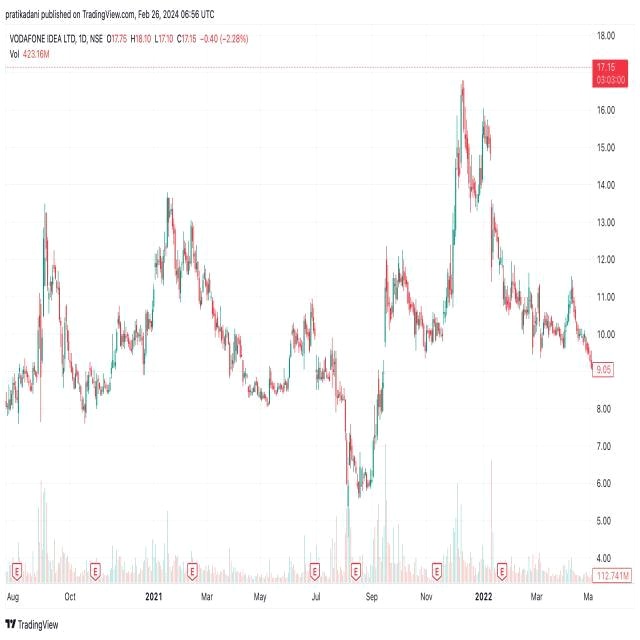 pratikadani published on TradingView.com, Feb 26, 2024 06:56 UTC
VODAFONE IDEA LTD, 1D, NSE O17.75 H18.10 L17.10 C17.15 −0.40 (−2.28%)
Vol 423.16M
18.00
17.15
03:03:00
16.00
15.00
14.00
13.00
12.00
11.00
10.00
9.05
8.00
7.00
6.00
5.00
4.00
112.741M
E E E E E E E
Aug Oct 2021 Mar May Jul Sep Nov 2022 Mar Ma
TradingView